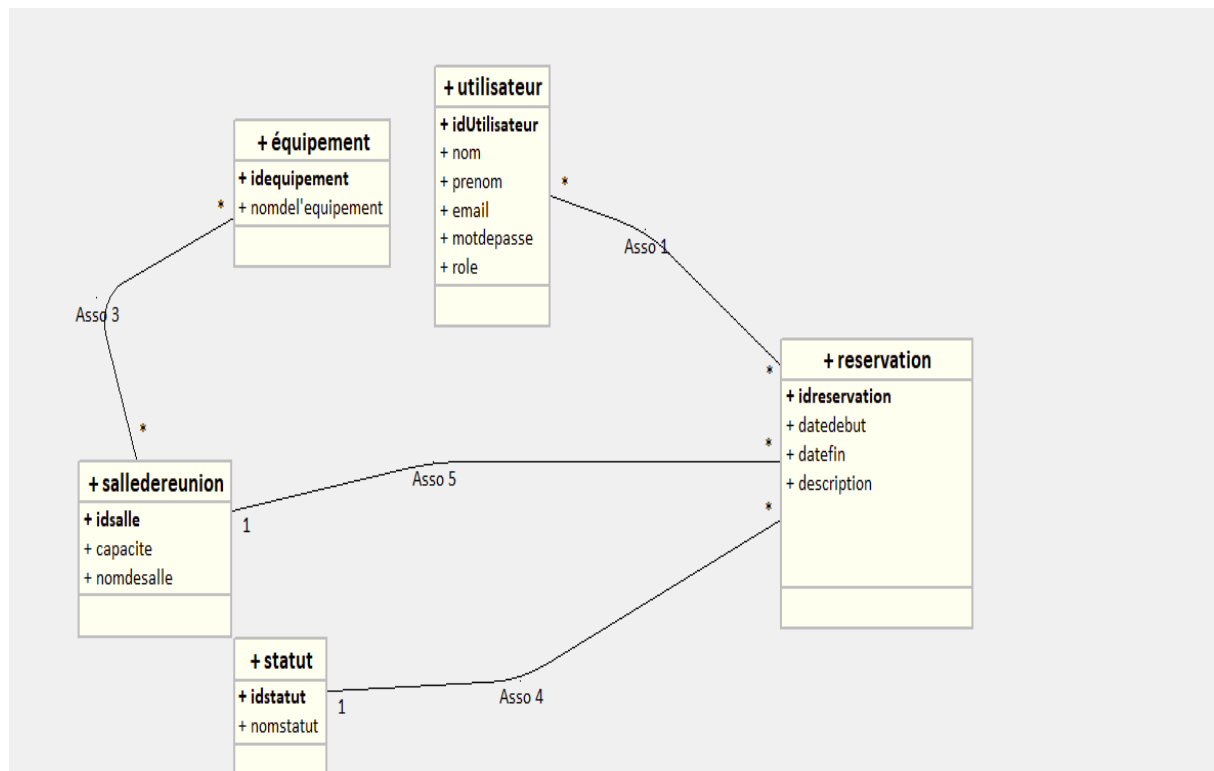 + utilisateur
+ idUtilisateur
+ nom
+ prenom
+ email
+ motdepasse
+ role
+ équipement
+ idequipement
+ nomdel'equipement
*
*
Asso 1
*
Asso 3
*
+ reservation
+ idreservation
+ datedebut
+ datefin
+ description
*
*
+ salledereunion
+ idsalle
+ capacite
+ nomdesalle
Asso 5
1
+ statut
+ idstatut
+ nomstatut
1
Asso 4